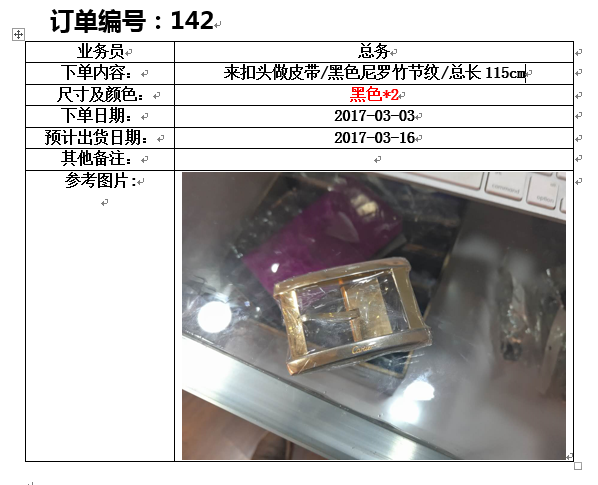 订单编号：142
业务员
总务
下单内容：
来扣头做皮带/黑色尼罗竹节纹/总长 115cm
尺寸及颜色：
黑色*2
下单日期：
2017-03-03
预计出货日期：
2017-03-16
其他备注：
参考图片:
command
option